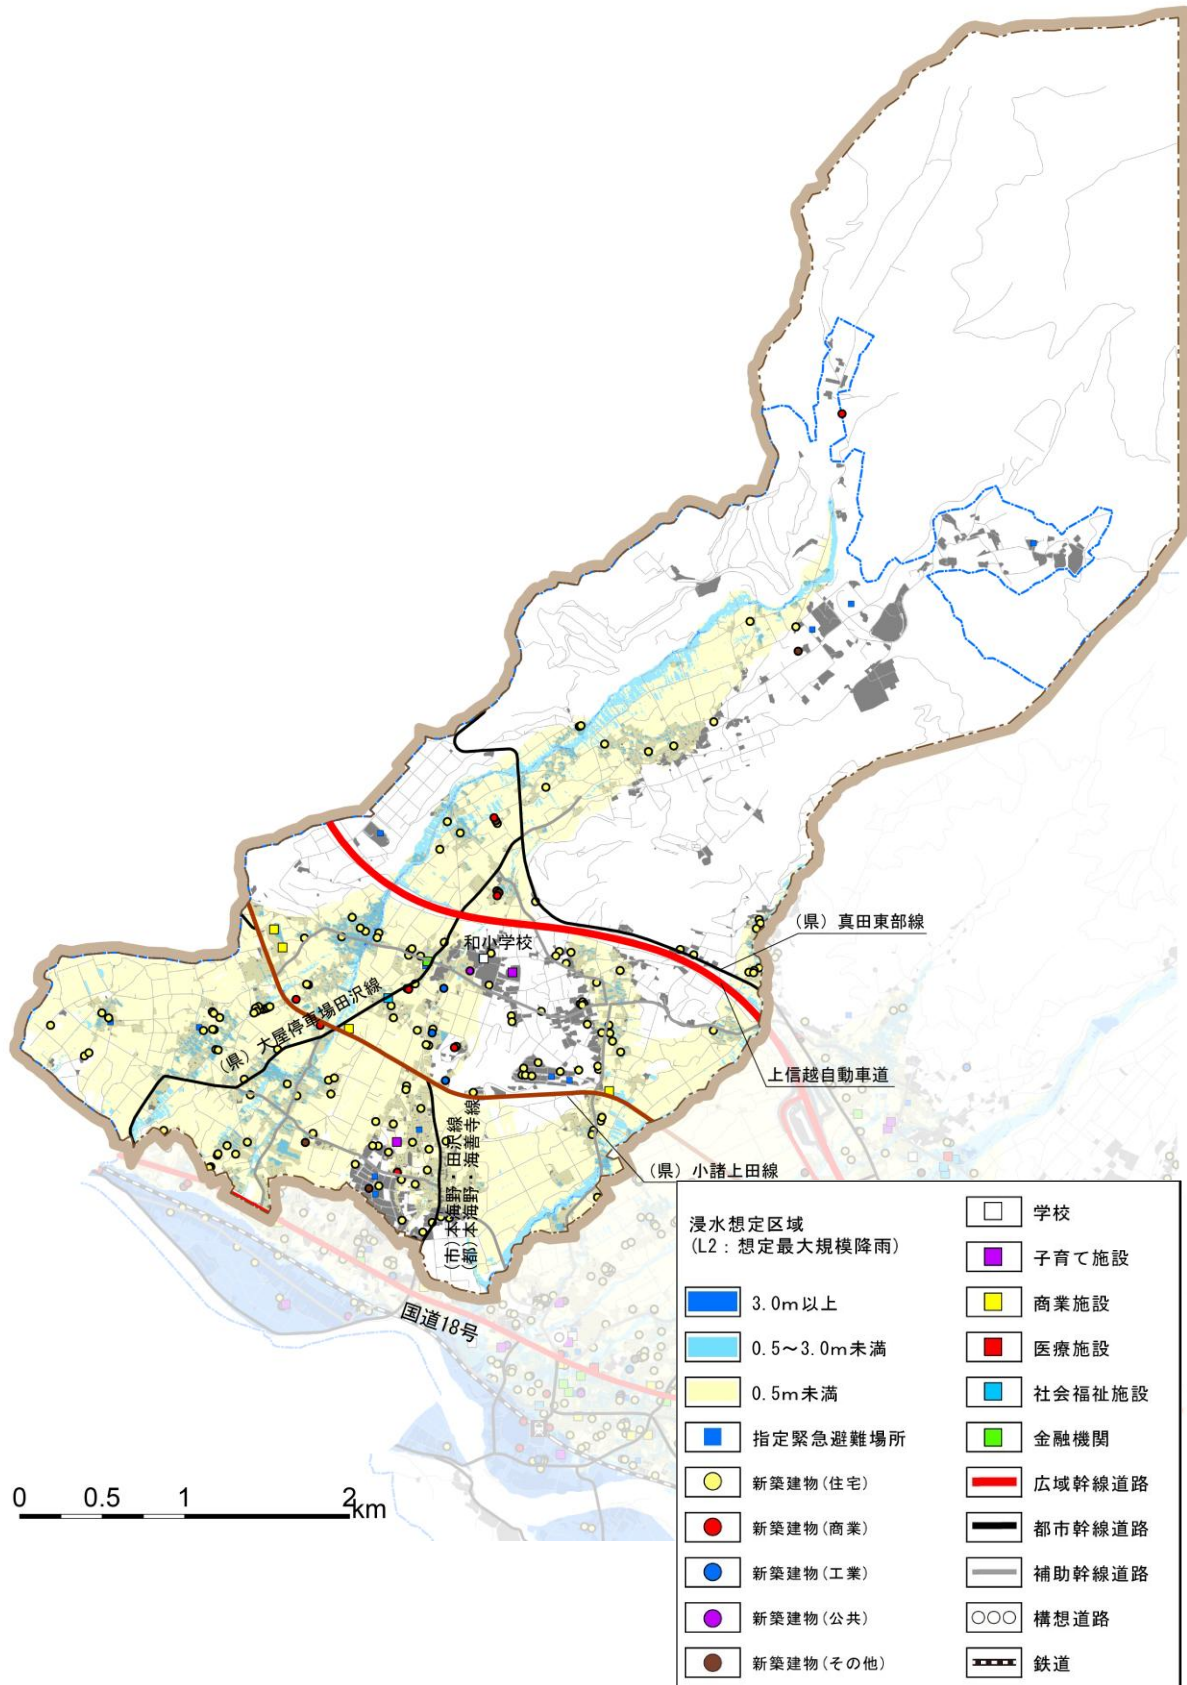 和小学校
(県)真田東部線
(県)大屋停車場田沢線
上信越自動車道
(県)小諸上田線
(市)本海野・田沢線
(都)本海野・海善寺線
国道18号
0 0.5 1 2 km
浸水想定区域
(L2：想定最大規模降雨)
3.0m以上
0.5～3.0m未満
0.5m未満
指定緊急避難場所
新築建物(住宅)
新築建物(商業)
新築建物(工業)
新築建物(公共)
新築建物(その他)
学校
子育て施設
商業施設
医療施設
社会福祉施設
金融機関
広域幹線道路
都市幹線道路
補助幹線道路
構想道路
鉄道